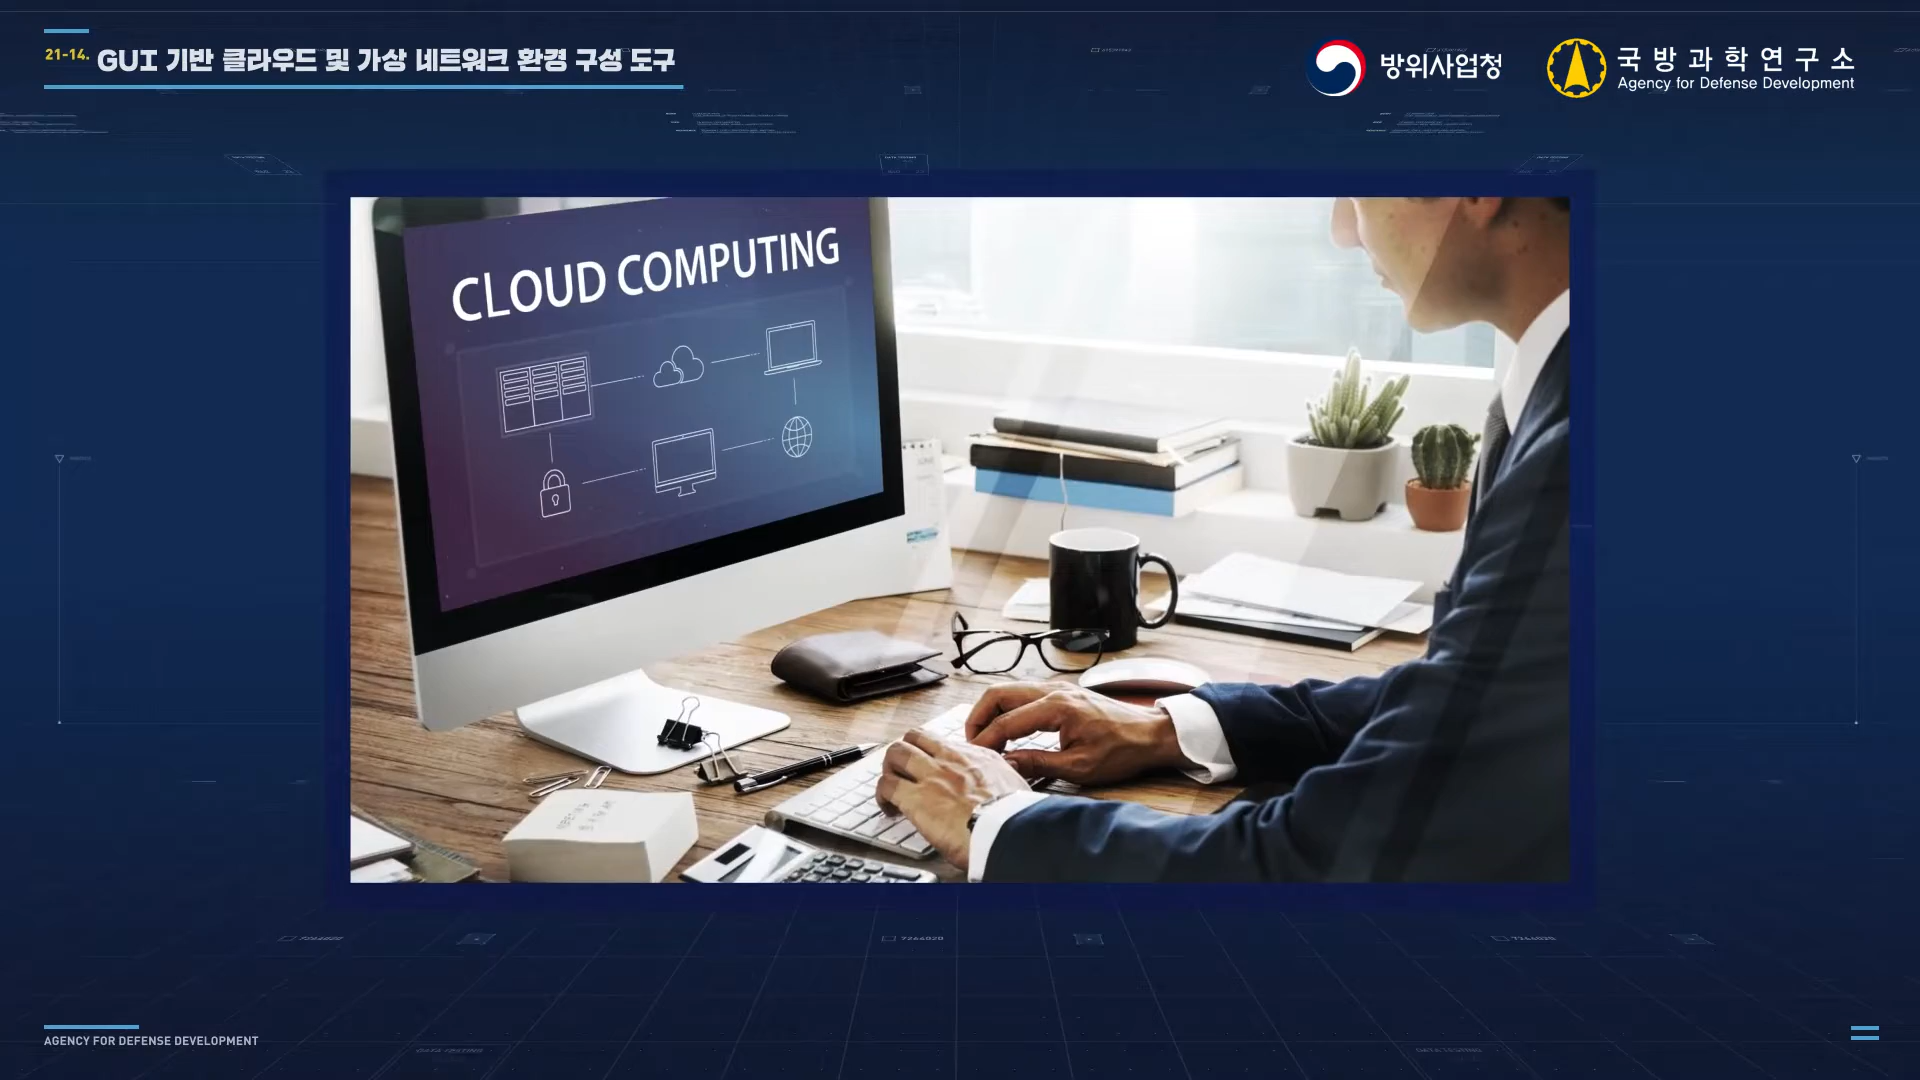 21-14. GUI 기반 클라우드 및 가상 네트워크 환경 구성 도구
방위사업청
국방과학연구소
Agency for Defense Development
CLOUD COMPUTING
7266020
AGENCY FOR DEFENSE DEVELOPMENT